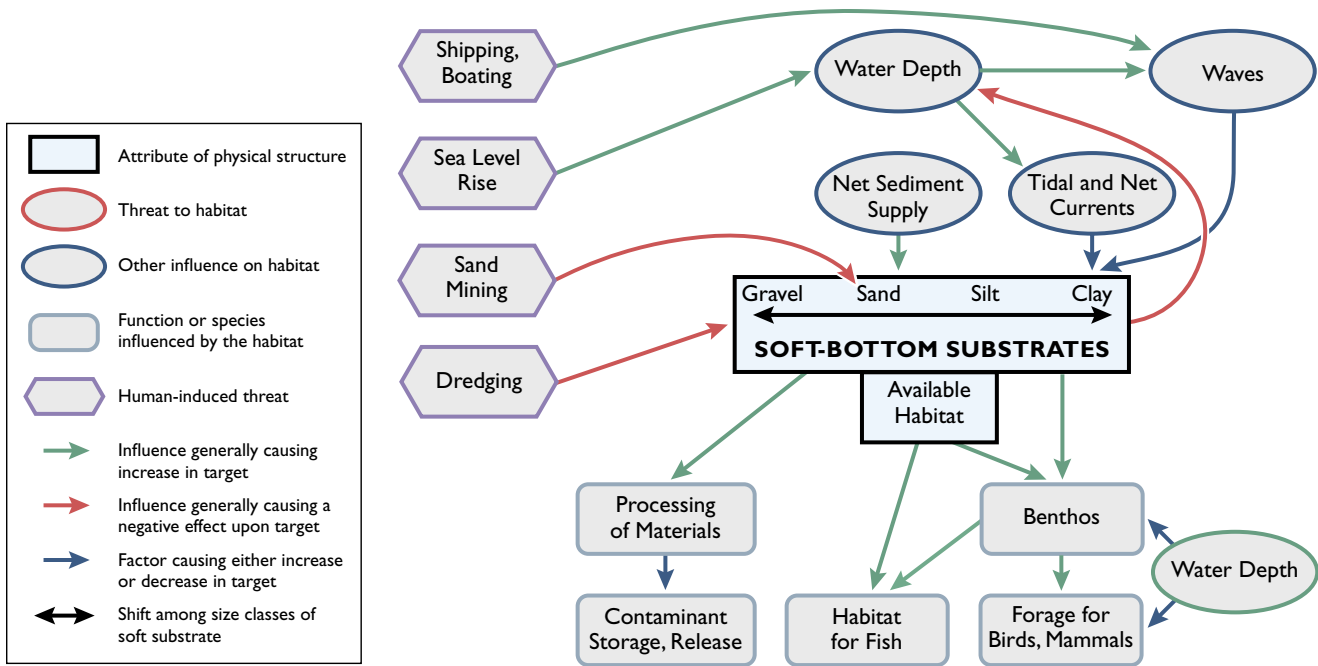 Attribute of physical structure
Threat to habitat
Other influence on habitat
Function or species
influenced by the habitat
Human-induced threat
Influence generally causing
increase in target
Influence generally causing a
negative effect upon target
Factor causing either increase
or decrease in target
Shift among size classes of
soft substrate
Shipping,
Boating
Water Depth
Waves
Sea Level
Rise
Net Sediment
Supply
Tidal and Net
Currents
Sand
Mining
Gravel Sand Silt Clay
SOFT-BOTTOM SUBSTRATES
Dredging
Available
Habitat
Processing
of Materials
Benthos
Water Depth
Contaminant
Storage, Release
Habitat
for Fish
Forage for
Birds, Mammals